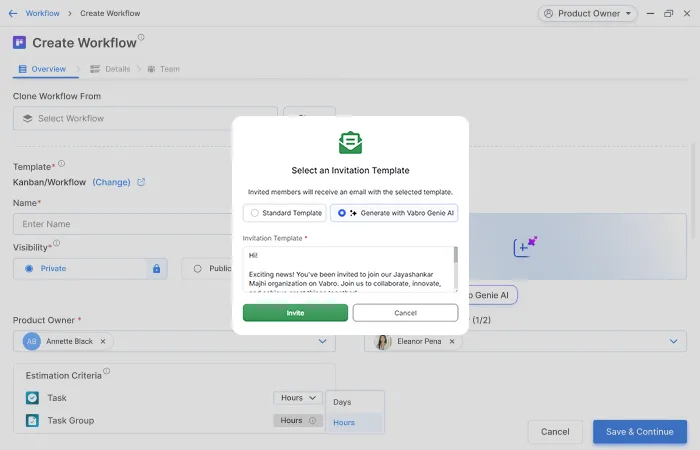 Workflow > Create Workflow
Product Owner
Create Workflow
Overview > Details > Team
Clone Workflow From
Select Workflow
Template*
Kanban/Workflow (Change)
Name*
Enter Name
Visibility*
Private
Public
Select an Invitation Template
Invited members will receive an email with the selected template.
Standard Template
Generate with Vabro Genie AI
Invitation Template *
Hi!
Exciting news! You've been invited to join our Jayashankar
Majhi organization on Vabro. Join us to collaborate, innovate,
Invite
Cancel
Genie AI
Product Owner *
(1/2)
AB Annette Black
Eleanor Pena
Estimation Criteria
Task
Hours
Task Group
Hours
Days
Hours
Cancel
Save & Continue